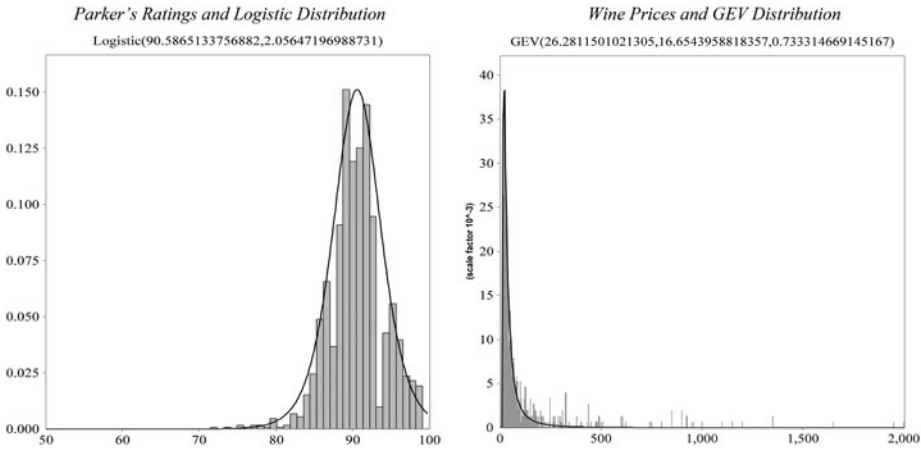 Parker's Ratings and Logistic Distribution
Logistic(90.5865133756882,2.05647196988731)
0.150
0.125
0.100
0.075
0.050
0.025
0.000
50 60 70 80 90 100
Wine Prices and GEV Distribution
GEV(26.2811501021305,16.6543958818357,0.733314669145167)
(scale factor 10^-3)
40
35
30
25
20
15
10
5
0
0 500 1,000 1,500 2,000